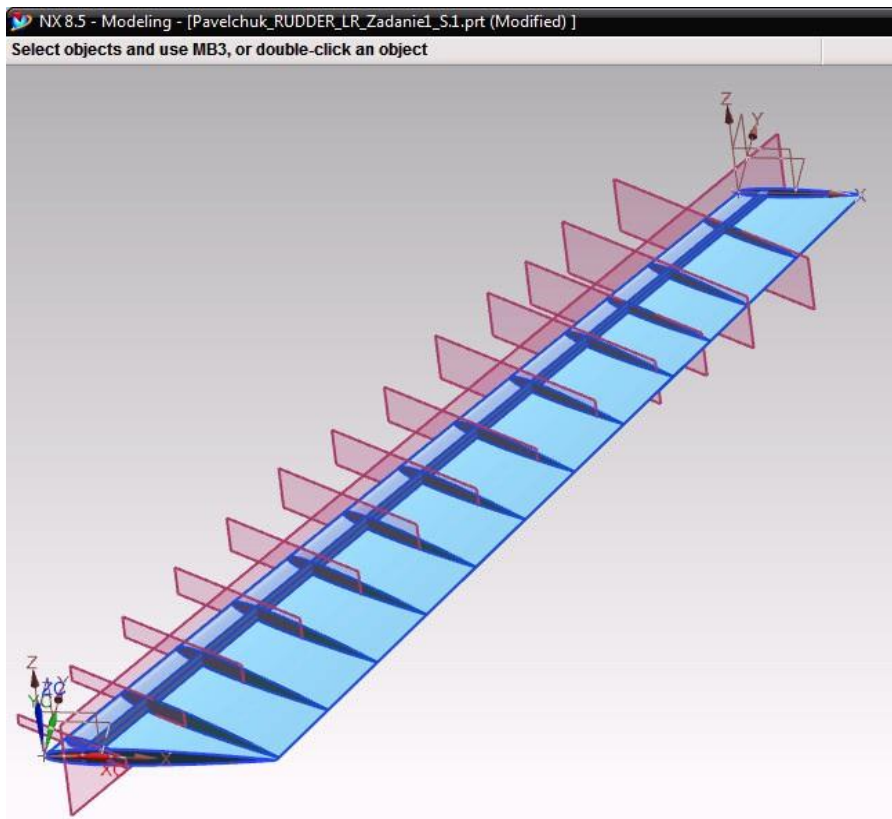 NX 8.5 - Modeling - [Pavelchuk_RUDDER_LR_Zadanie1_S.1.prt (Modified) ]
Select objects and use MB3, or double-click an object
Z
Y
X
Z
Y
X